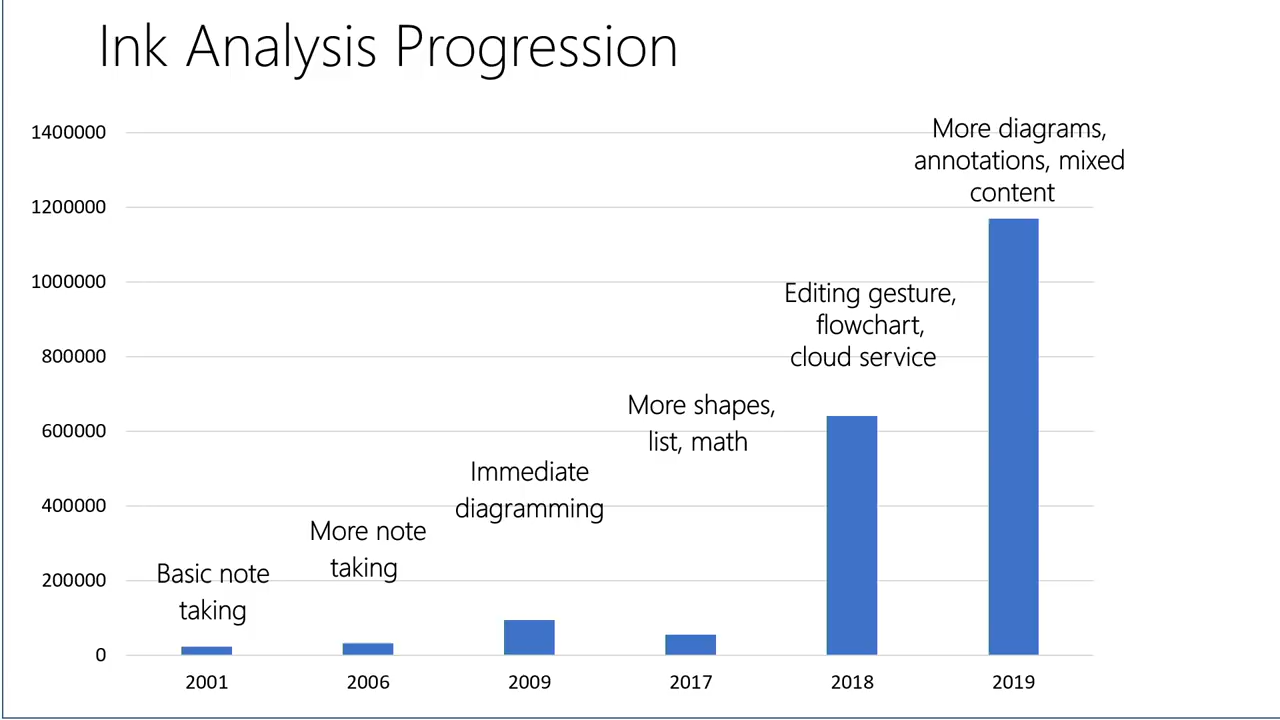 Ink Analysis Progression
1400000
1200000
1000000
800000
600000
400000
200000
0
Basic note
taking
More note
taking
Immediate
diagramming
More shapes,
list, math
Editing gesture,
flowchart,
cloud service
More diagrams,
annotations, mixed
content
2001
2006
2009
2017
2018
2019